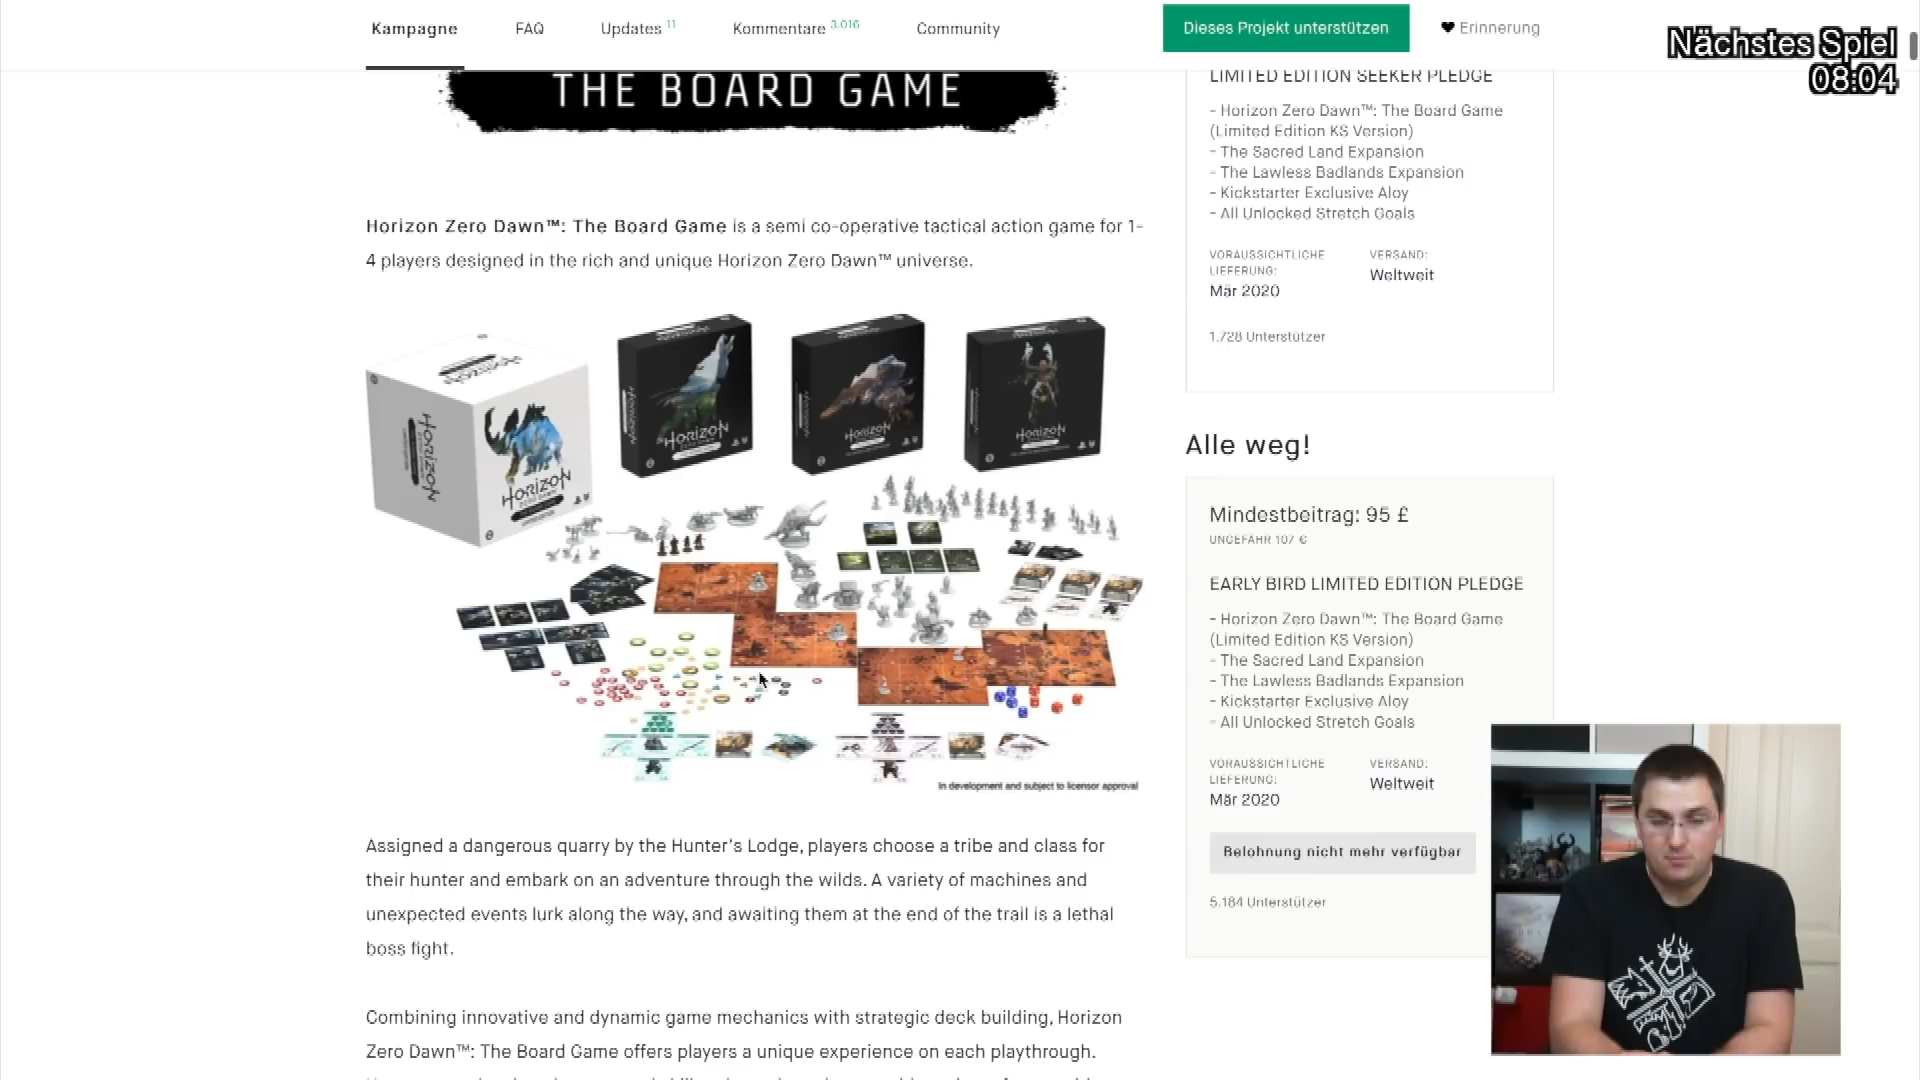 Kampagne
FAQ
Updates 11
Kommentare 3.016
Community
Dieses Projekt unterstützen
Erinnerung
Nächstes Spiel
08:04
THE BOARD GAME
Horizon Zero Dawn™: The Board Game is a semi co-operative tactical action game for 1-
4 players designed in the rich and unique Horizon Zero Dawn™ universe.
HORIZON
HORIZON
HORIZON
HORIZON
In development and subject to licensor approval
Assigned a dangerous quarry by the Hunter's Lodge, players choose a tribe and class for
their hunter and embark on an adventure through the wilds. A variety of machines and
unexpected events lurk along the way, and awaiting them at the end of the trail is a lethal
boss fight.
Combining innovative and dynamic game mechanics with strategic deck building, Horizon
Zero Dawn™: The Board Game offers players a unique experience on each playthrough.
LIMITED EDITION SEEKER PLEDGE
- Horizon Zero Dawn™: The Board Game
(Limited Edition KS Version)
- The Sacred Land Expansion
- The Lawless Badlands Expansion
- Kickstarter Exclusive Aloy
- All Unlocked Stretch Goals
VORAUSSICHTLICHE
LIEFERUNG:
Mär 2020
VERSAND:
Weltweit
1.728 Unterstützer
Alle weg!
Mindestbeitrag: 95 £
UNGEFÄHR 107 €
EARLY BIRD LIMITED EDITION PLEDGE
- Horizon Zero Dawn™: The Board Game
(Limited Edition KS Version)
- The Sacred Land Expansion
- The Lawless Badlands Expansion
- Kickstarter Exclusive Aloy
- All Unlocked Stretch Goals
VORAUSSICHTLICHE
LIEFERUNG:
Mär 2020
VERSAND:
Weltweit
Belohnung nicht mehr verfügbar
5.184 Unterstützer